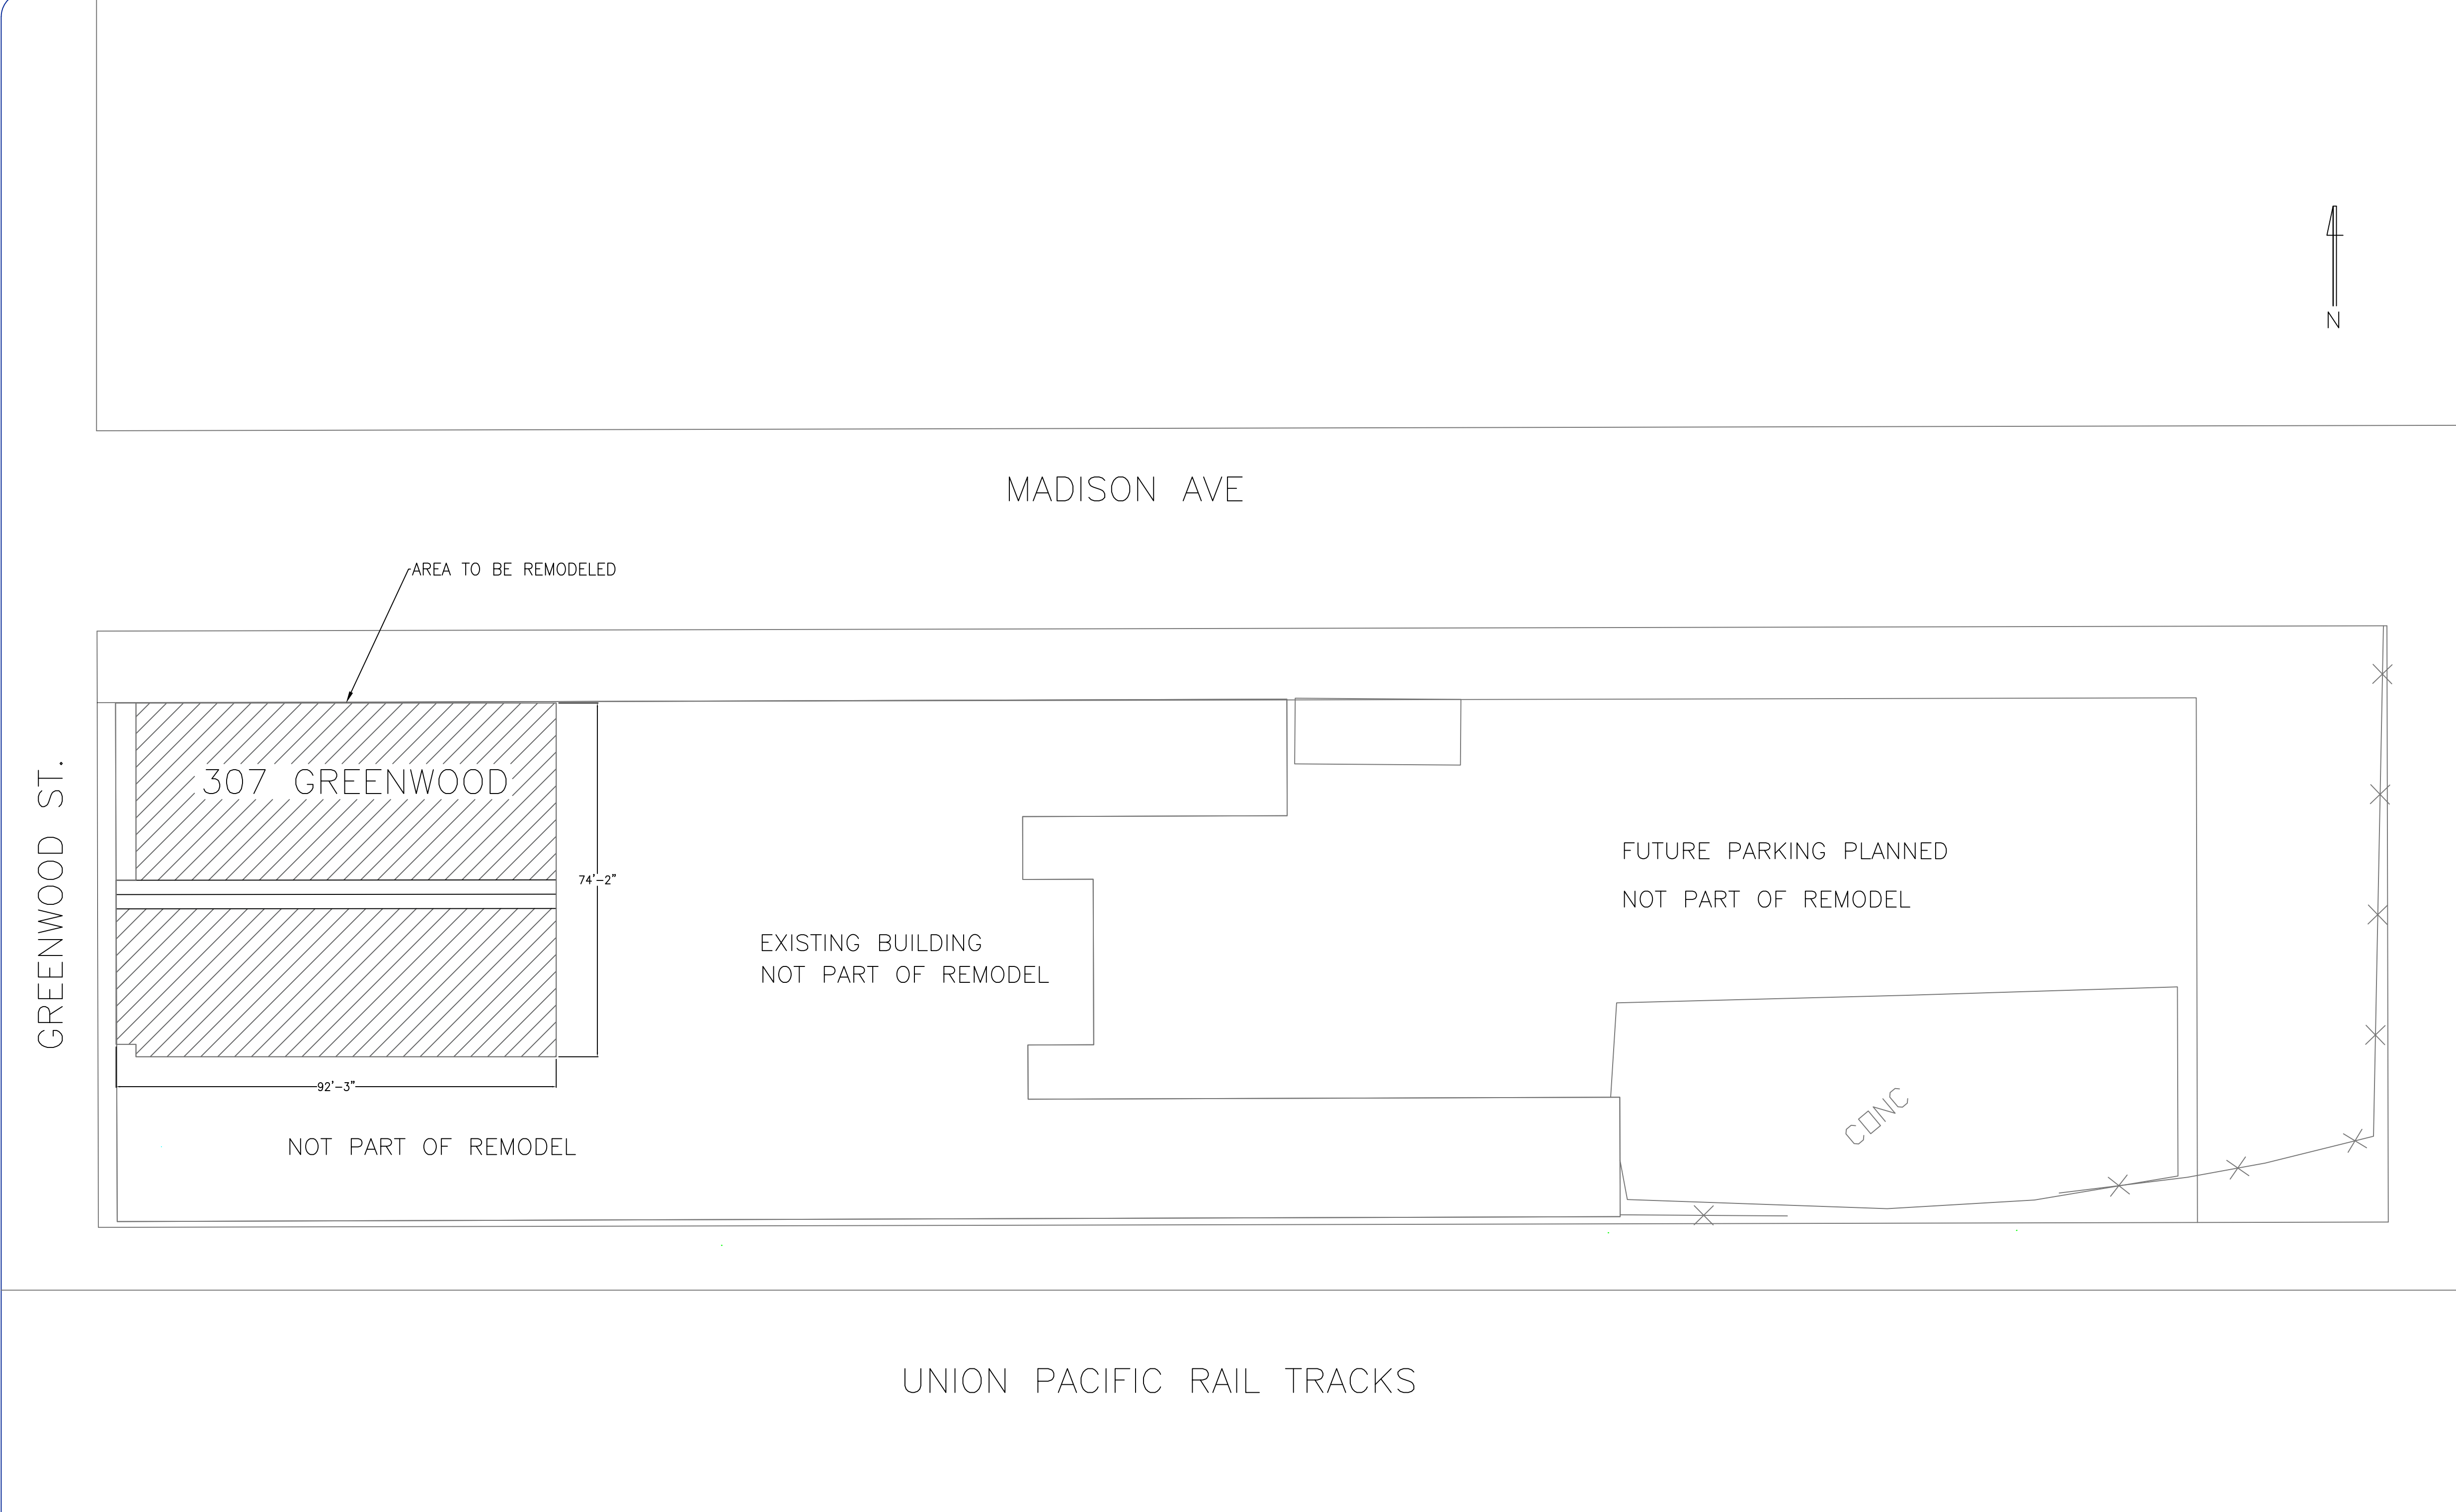 N
MADISON AVE
AREA TO BE REMODELED
307 GREENWOOD
GREENWOOD ST.
74'-2"
FUTURE PARKING PLANNED
NOT PART OF REMODEL
EXISTING BUILDING
NOT PART OF REMODEL
92'-3"
CONC
NOT PART OF REMODEL
UNION PACIFIC RAIL TRACKS